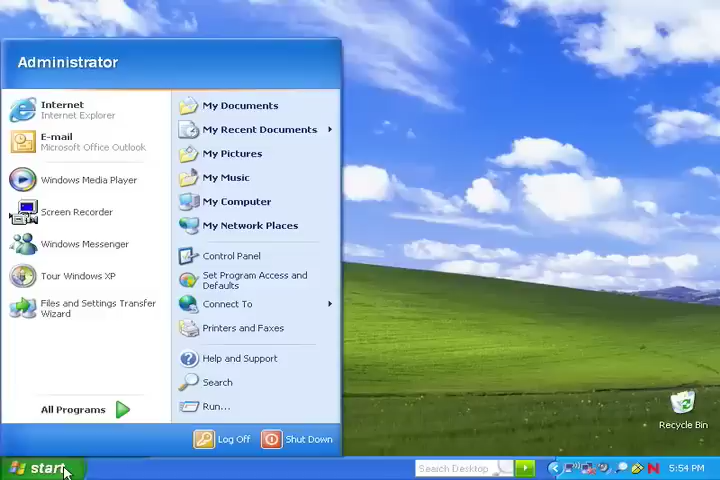 Administrator
Internet
Internet Explorer
E-mail
Microsoft Office Outlook
Windows Media Player
Screen Recorder
Windows Messenger
Tour Windows XP
Files and Settings Transfer
Wizard
All Programs
My Documents
My Recent Documents
My Pictures
My Music
My Computer
My Network Places
Control Panel
Set Program Access and
Defaults
Connect To
Printers and Faxes
Help and Support
Search
Run...
Log Off
Shut Down
Recycle Bin
start
Search Desktop
N
5:54 PM